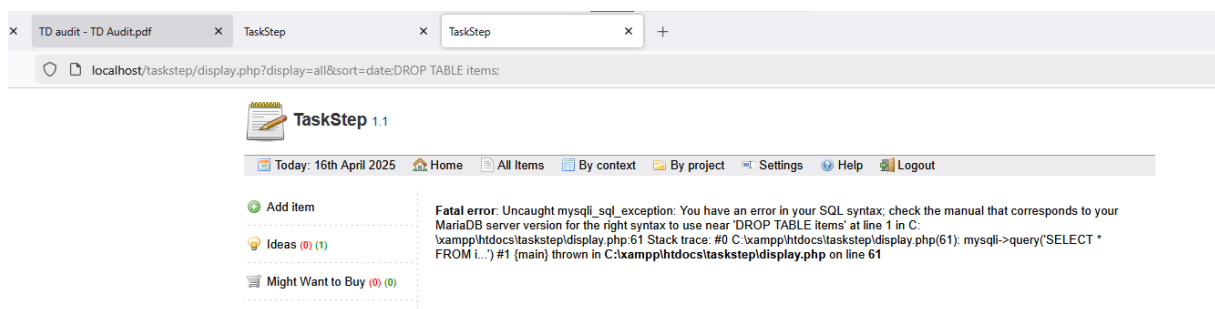 TD audit - TD Audit.pdf
TaskStep
TaskStep
localhost/taskstep/display.php?display=all&sort=date;DROP TABLE items;
TaskStep 1.1
Today: 16th April 2025 Home All Items By context By project Settings Help Logout
Add item
Ideas (0) (1)
Might Want to Buy (0) (0)
Fatal error: Uncaught mysqli_sql_exception: You have an error in your SQL syntax; check the manual that corresponds to your
MariaDB server version for the right syntax to use near 'DROP TABLE items' at line 1 in C:
\xampp\htdocs\taskstep\display.php:61 Stack trace: #0 C:\xampp\htdocs\taskstep\display.php(61): mysqli->query('SELECT *
FROM i...') #1 {main} thrown in C:\xampp\htdocs\taskstep\display.php on line 61